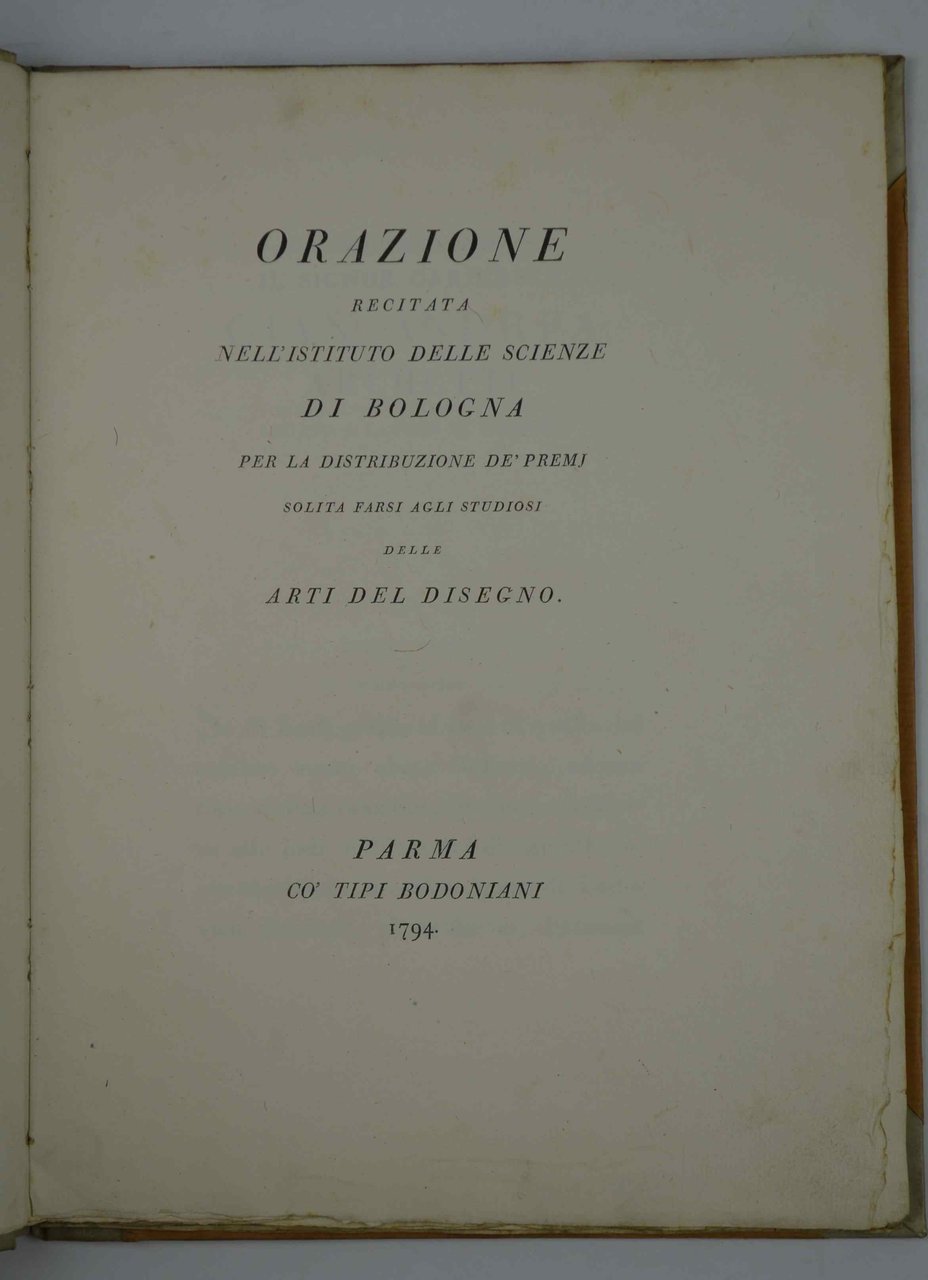 ORAZIONE
RECITATA
NELL'ISTITUTO DELLE SCIENZE
DI BOLOGNA
PER LA DISTRIBUZIONE DE' PREMJ
SOLITA FARSI AGLI STUDIOSI
DELLE
ARTI DEL DISEGNO.
PARMA
CO' TIPI BODONIANI
1794.